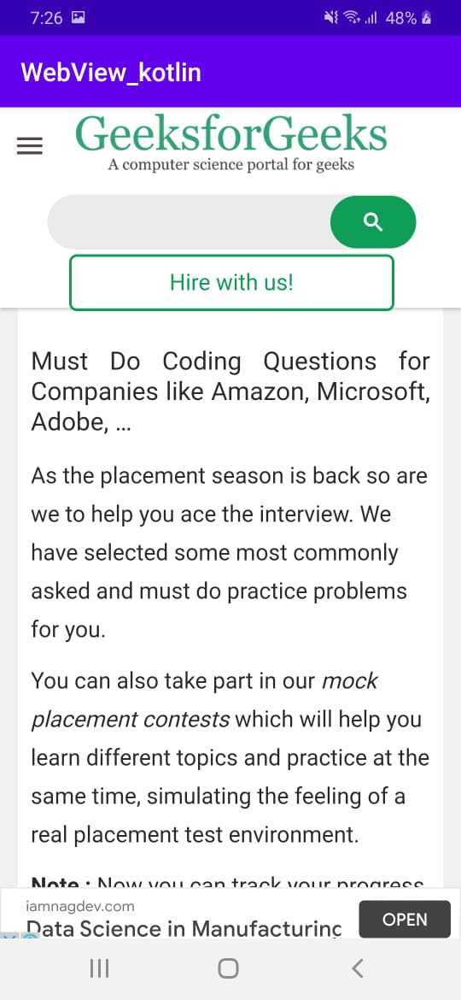 7:26 48%
WebView_kotlin
GeeksforGeeks
A computer science portal for geeks
Hire with us!
Must Do Coding Questions for
Companies like Amazon, Microsoft,
Adobe, ...
As the placement season is back so are
we to help you ace the interview. We
have selected some most commonly
asked and must do practice problems
for you.
You can also take part in our mock
placement contests which will help you
learn different topics and practice at the
same time, simulating the feeling of a
real placement test environment.
Note : Now you can track your progress
iamnagdev.com
Data Science in Manufacturing
OPEN